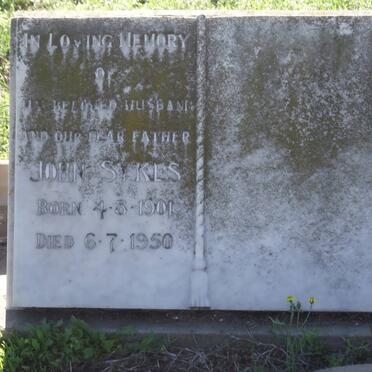 IN LOVING MEMORY
OF
MY BELOVED HUSBAND
AND OUR DEAR FATHER
JOHN SYKES
BORN 4-8-1901
DIED 6-7-1950